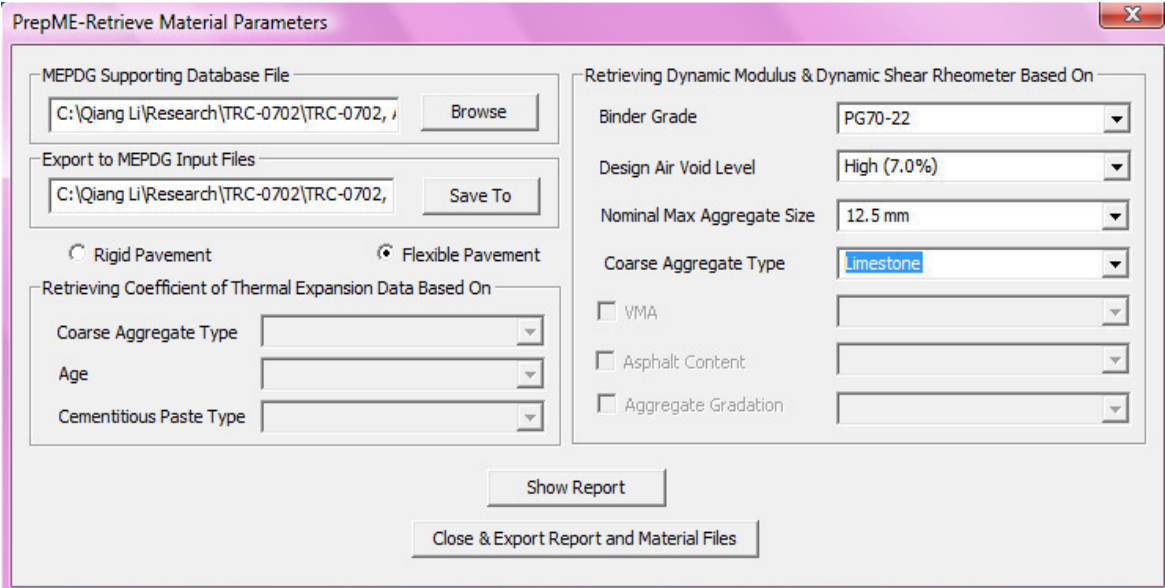 PrepME-Retrieve Material Parameters
X
MEPDG Supporting Database File
C:\Qiang Li\Research\TRC-0702\TRC-0702, /
Browse
Export to MEPDG Input Files
C:\Qiang Li\Research\TRC-0702\TRC-0702,
Save To
Rigid Pavement
Flexible Pavement
Retrieving Coefficient of Thermal Expansion Data Based On
Coarse Aggregate Type
Age
Cementitious Paste Type
Retrieving Dynamic Modulus & Dynamic Shear Rheometer Based On
Binder Grade
PG70-22
Design Air Void Level
High (7.0%)
Nominal Max Aggregate Size
12.5 mm
Coarse Aggregate Type
Limestone
VMA
Asphalt Content
Aggregate Gradation
Show Report
Close & Export Report and Material Files